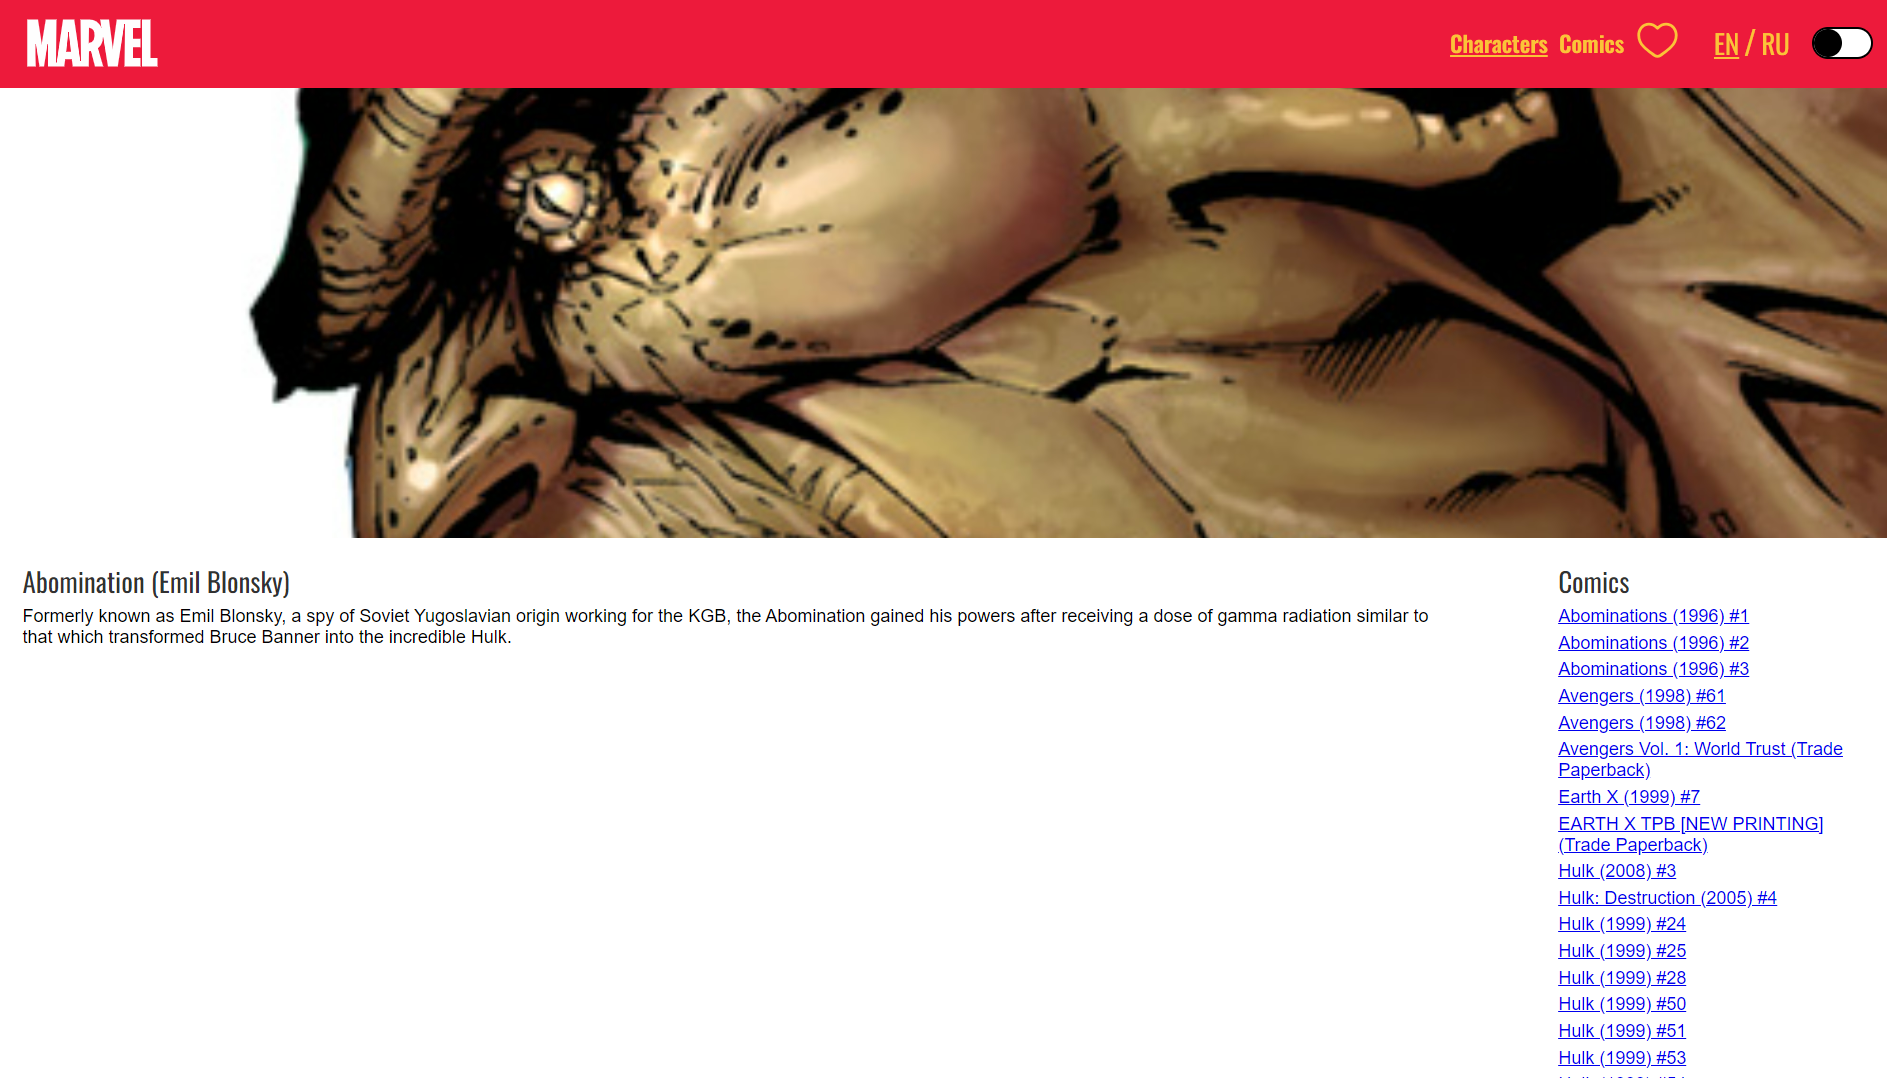 MARVEL
Characters Comics EN / RU
Abomination (Emil Blonsky)
Formerly known as Emil Blonsky, a spy of Soviet Yugoslavian origin working for the KGB, the Abomination gained his powers after receiving a dose of gamma radiation similar to
that which transformed Bruce Banner into the incredible Hulk.
Comics
Abominations (1996) #1
Abominations (1996) #2
Abominations (1996) #3
Avengers (1998) #61
Avengers (1998) #62
Avengers Vol. 1: World Trust (Trade
Paperback)
Earth X (1999) #7
EARTH X TPB [NEW PRINTING]
(Trade Paperback)
Hulk (2008) #3
Hulk: Destruction (2005) #4
Hulk (1999) #24
Hulk (1999) #25
Hulk (1999) #28
Hulk (1999) #50
Hulk (1999) #51
Hulk (1999) #53